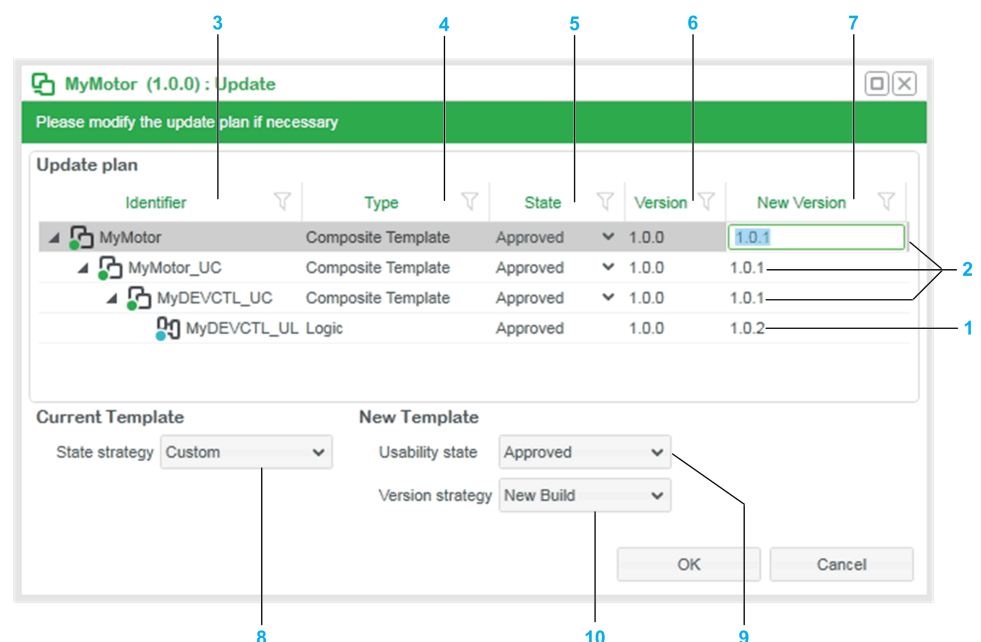 3 4 5 6 7
MyMotor (1.0.0) : Update
Please modify the update plan if necessary
Update plan
Identifier Type State Version New Version
MyMotor Composite Template Approved 1.0.0 1.0.1
MyMotor_UC Composite Template Approved 1.0.0 1.0.1 2
MyDEVCTL_UC Composite Template Approved 1.0.0 1.0.1
MyDEVCTL_UL Logic Approved 1.0.0 1.0.2 1
Current Template New Template
State strategy Custom Usability state Approved
Version strategy New Build
OK Cancel
8 10 9